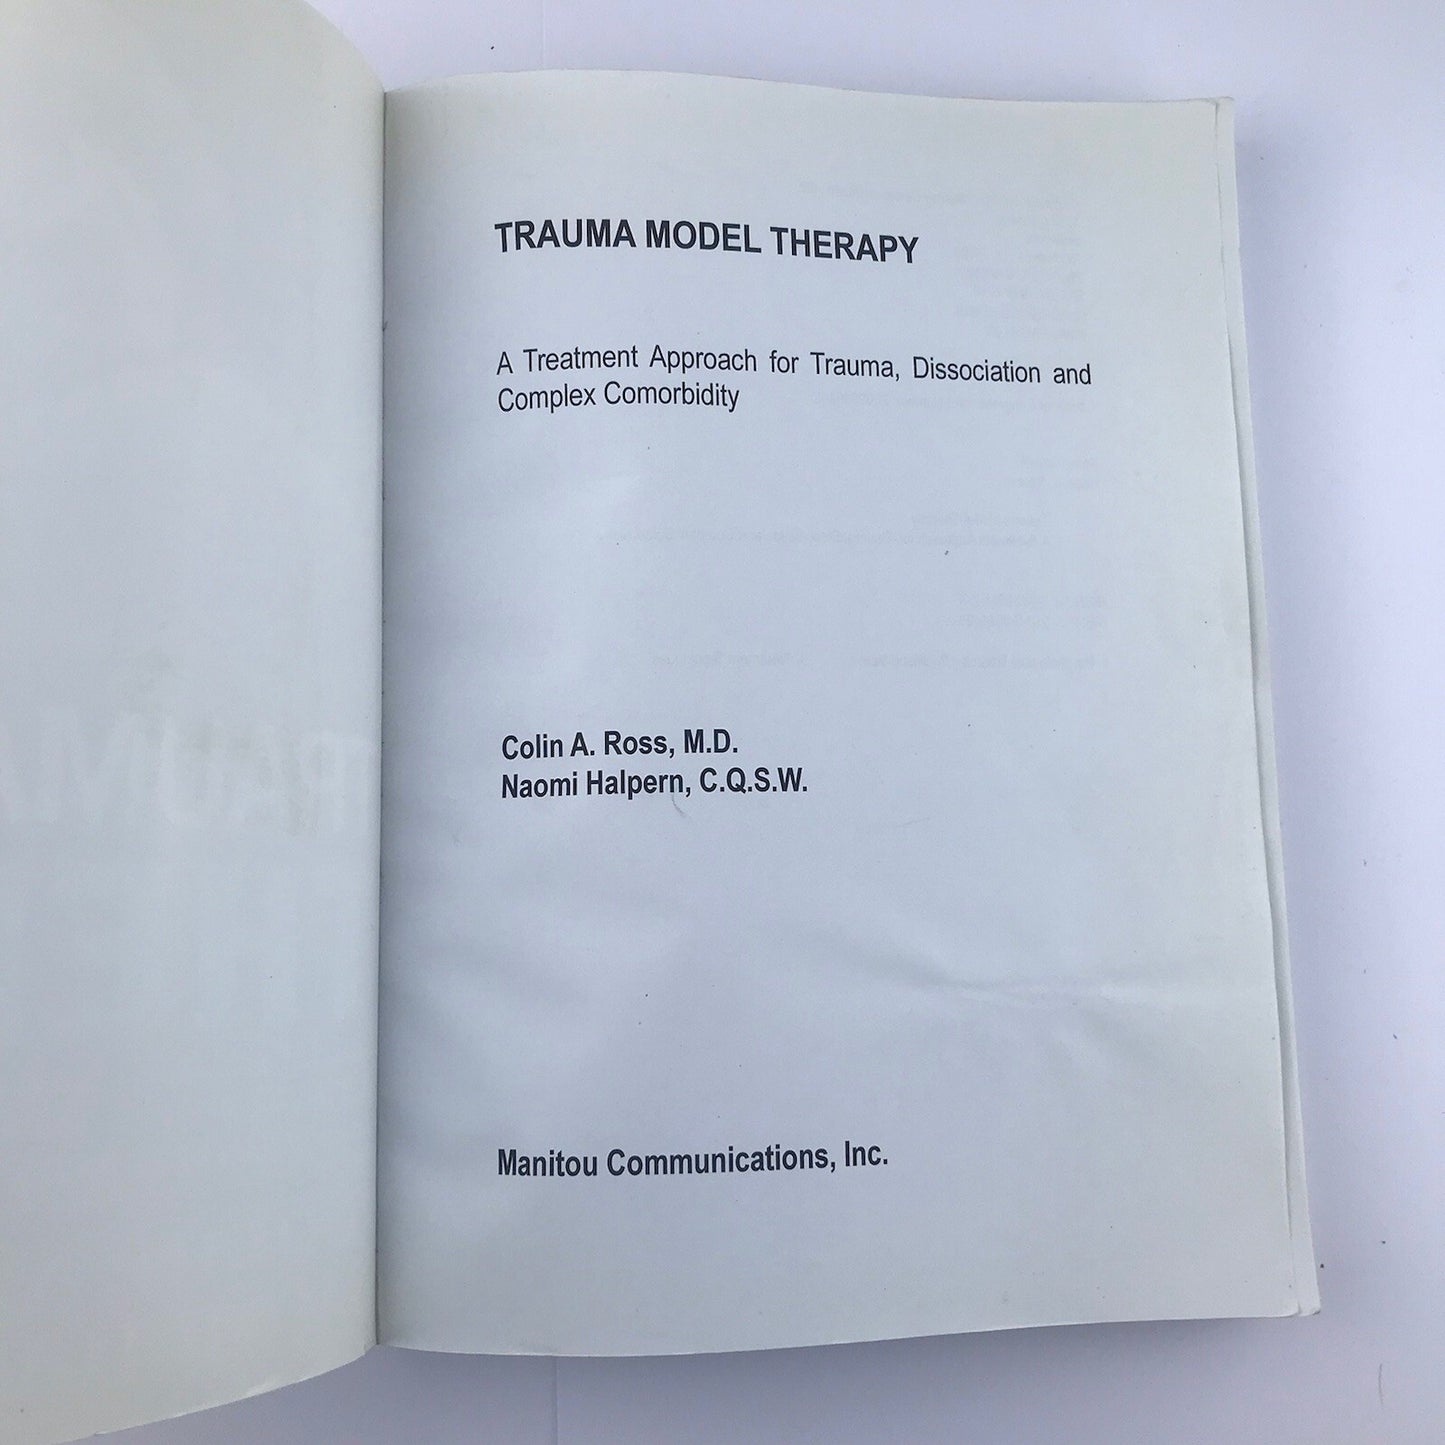 TRAUMA MODEL THERAPY
A Treatment Approach for Trauma, Dissociation and
Complex Comorbidity
Colin A. Ross, M.D.
Naomi Halpern, C.Q.S.W.
Manitou Communications, Inc.